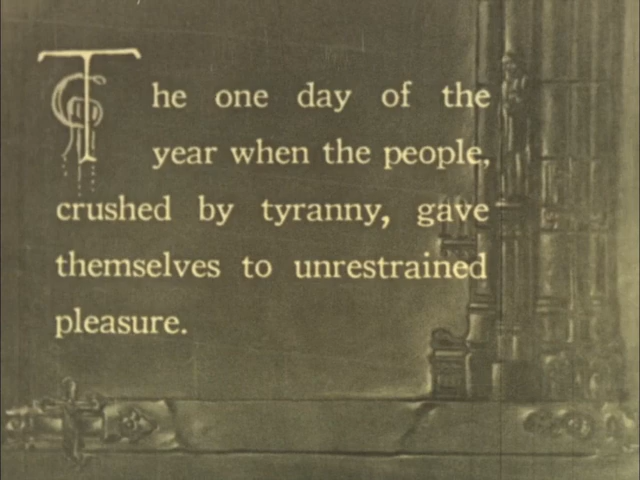 The one day of the
year when the people,
crushed by tyranny, gave
themselves to unrestrained
pleasure.